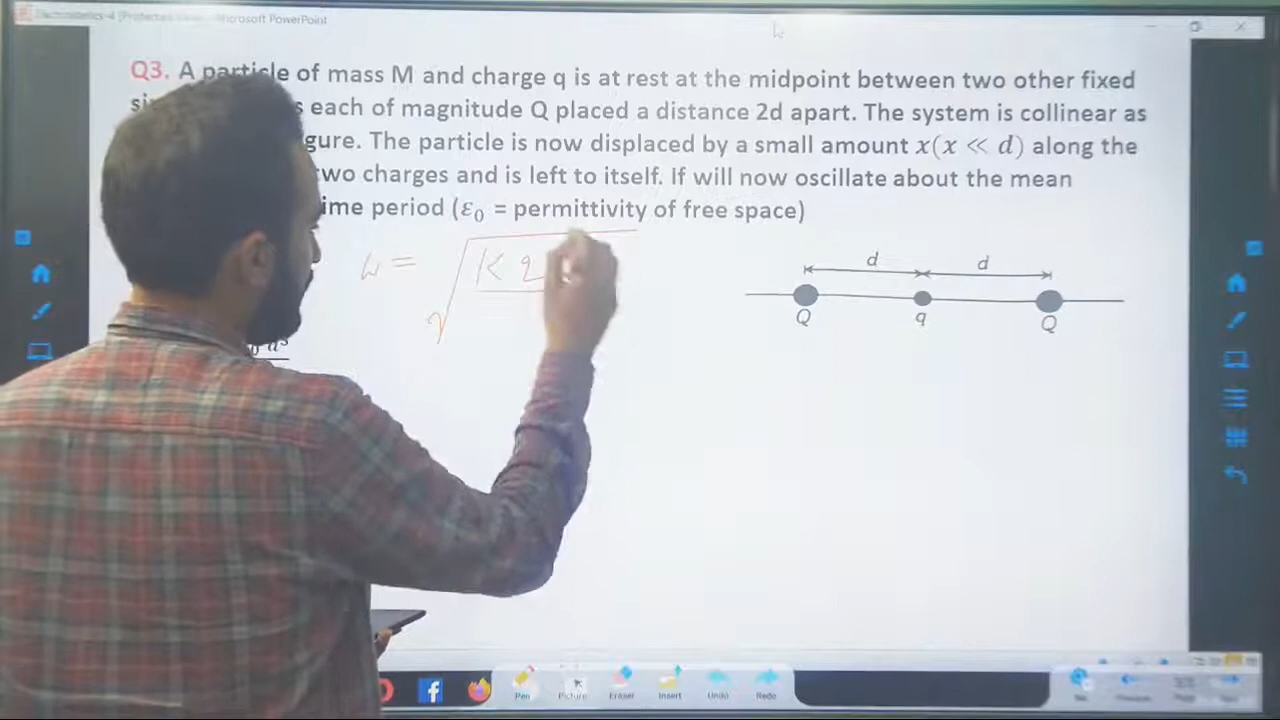 Microsoft PowerPoint
Q3. A particle of mass M and charge q is at rest at the midpoint between two other fixed
each of magnitude Q placed a distance 2d apart. The system is collinear as
gure. The particle is now displaced by a small amount x(x ≪ d) along the
two charges and is left to itself. If will now oscillate about the mean
ime period (ε₀ = permittivity of free space)
ω = √K q
d d
Q q Q
Pen Picture Eraser Insert Undo Redo